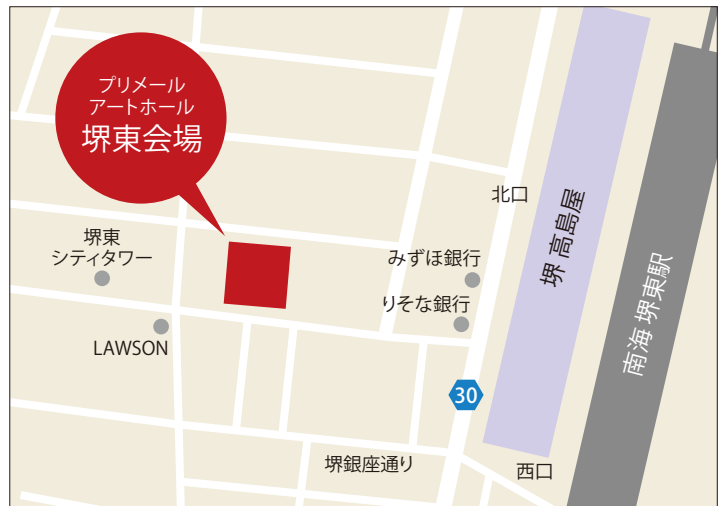 プリメール
アートホール
堺東会場
北口
堺 高島屋
南海 堺東駅
堺東
シティタワー
みずほ銀行
りそな銀行
LAWSON
30
堺銀座通り
西口